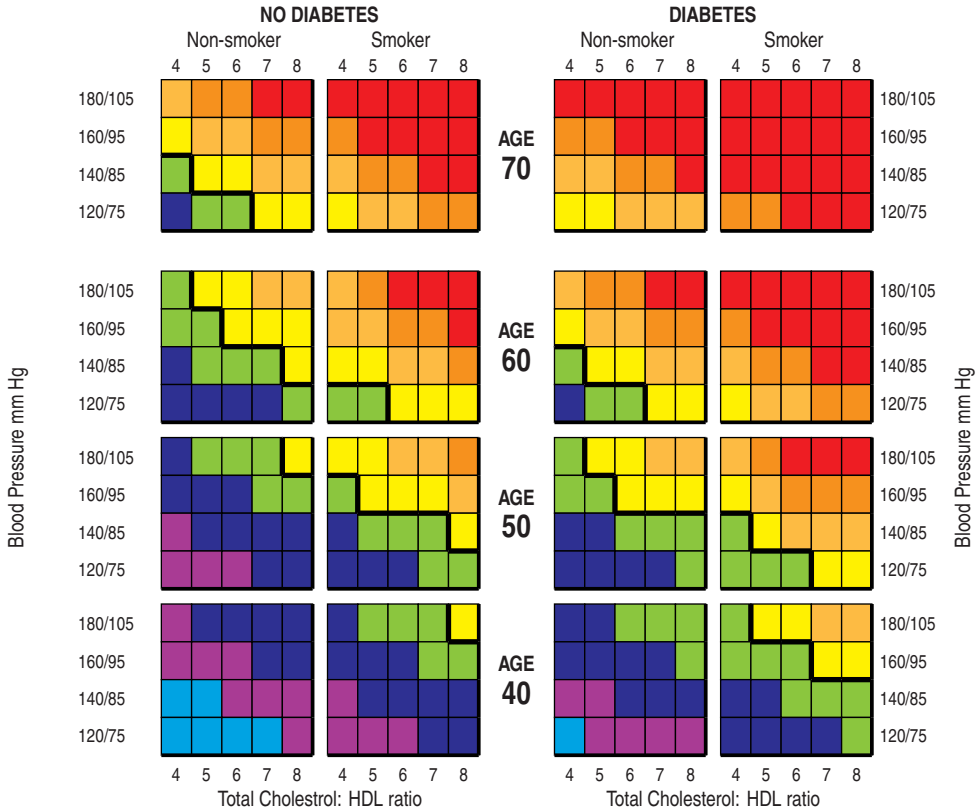 NO DIABETES DIABETES
Non-smoker Smoker Non-smoker Smoker
4 5 6 7 8 4 5 6 7 8 4 5 6 7 8 4 5 6 7 8
180/105 180/105
160/95 AGE 160/95
140/85 70 140/85
120/75 120/75
180/105 180/105
160/95 AGE 160/95
140/85 60 140/85
120/75 120/75
Blood Pressure mm Hg Blood Pressure mm Hg
180/105 180/105
160/95 AGE 160/95
140/85 50 140/85
120/75 120/75
180/105 180/105
160/95 AGE 160/95
140/85 40 140/85
120/75 120/75
4 5 6 7 8 4 5 6 7 8 4 5 6 7 8 4 5 6 7 8
Total Cholestrol: HDL ratio Total Cholesterol: HDL ratio